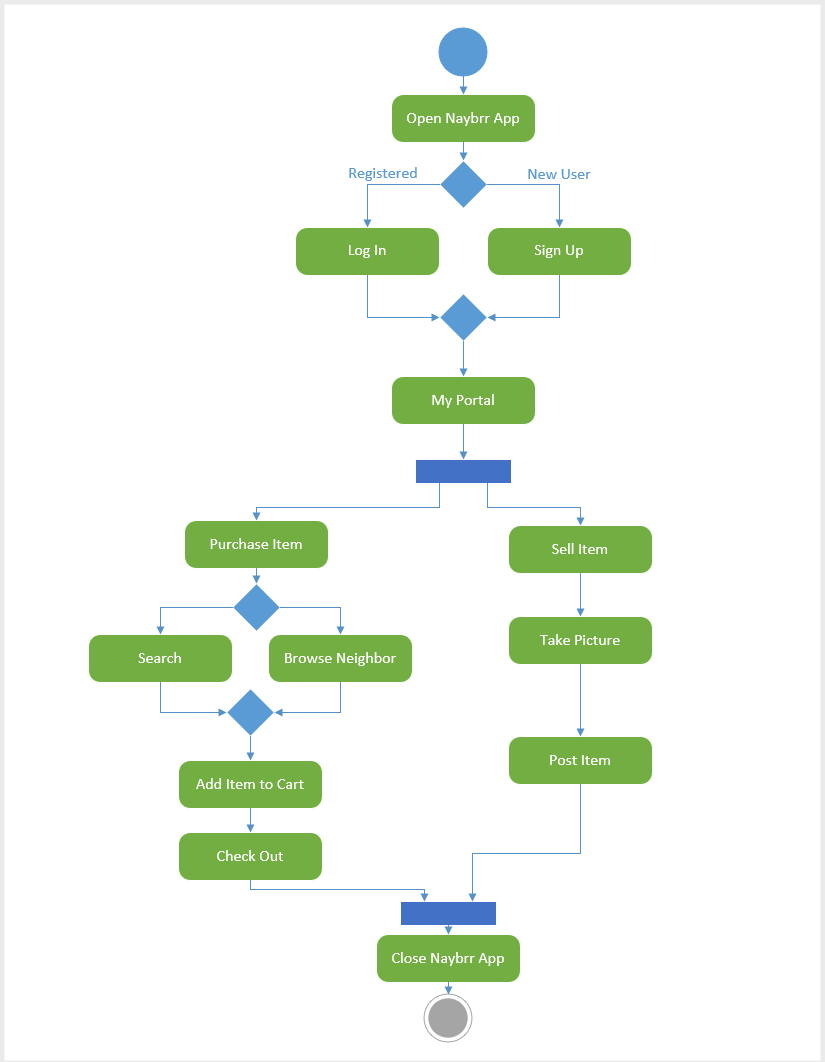 Open Naybrr App
Registered
New User
Log In
Sign Up
My Portal
Purchase Item
Sell Item
Search
Browse Neighbor
Take Picture
Add Item to Cart
Post Item
Check Out
Close Naybrr App